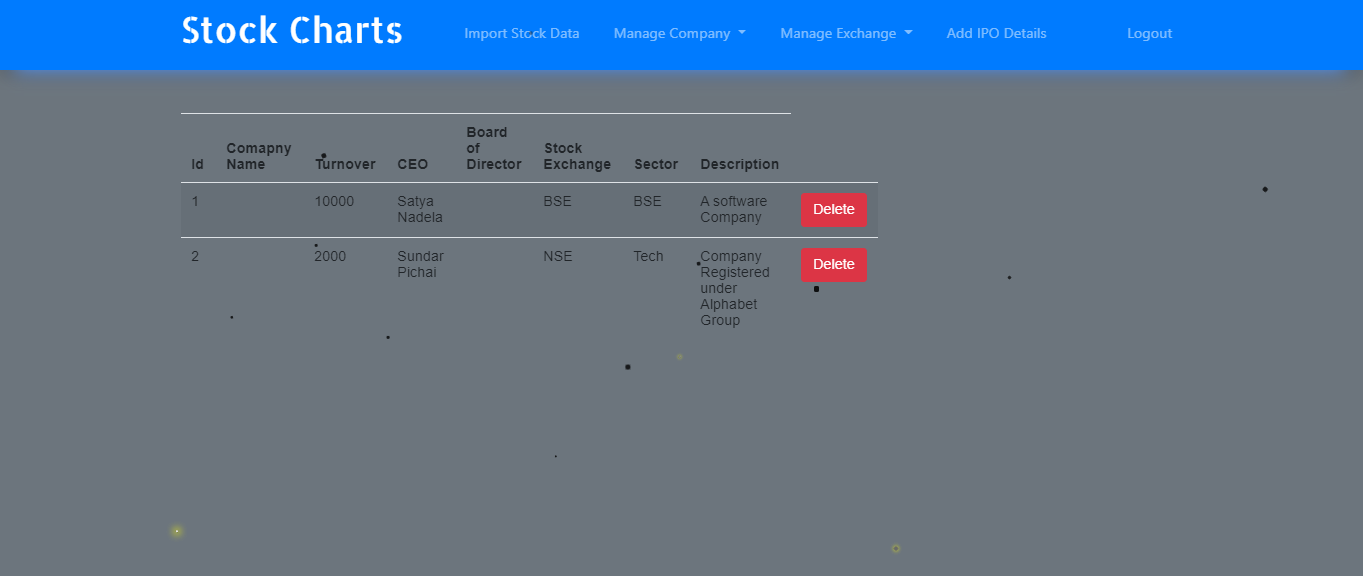 Stock Charts Import Stock Data Manage Company Manage Exchange Add IPO Details Logout
Id Comapny Name Turnover CEO Board of Director Stock Exchange Sector Description
1 10000 Satya Nadela BSE BSE A software Company Delete
2 2000 Sundar Pichai NSE Tech Company Registered under Alphabet Group Delete